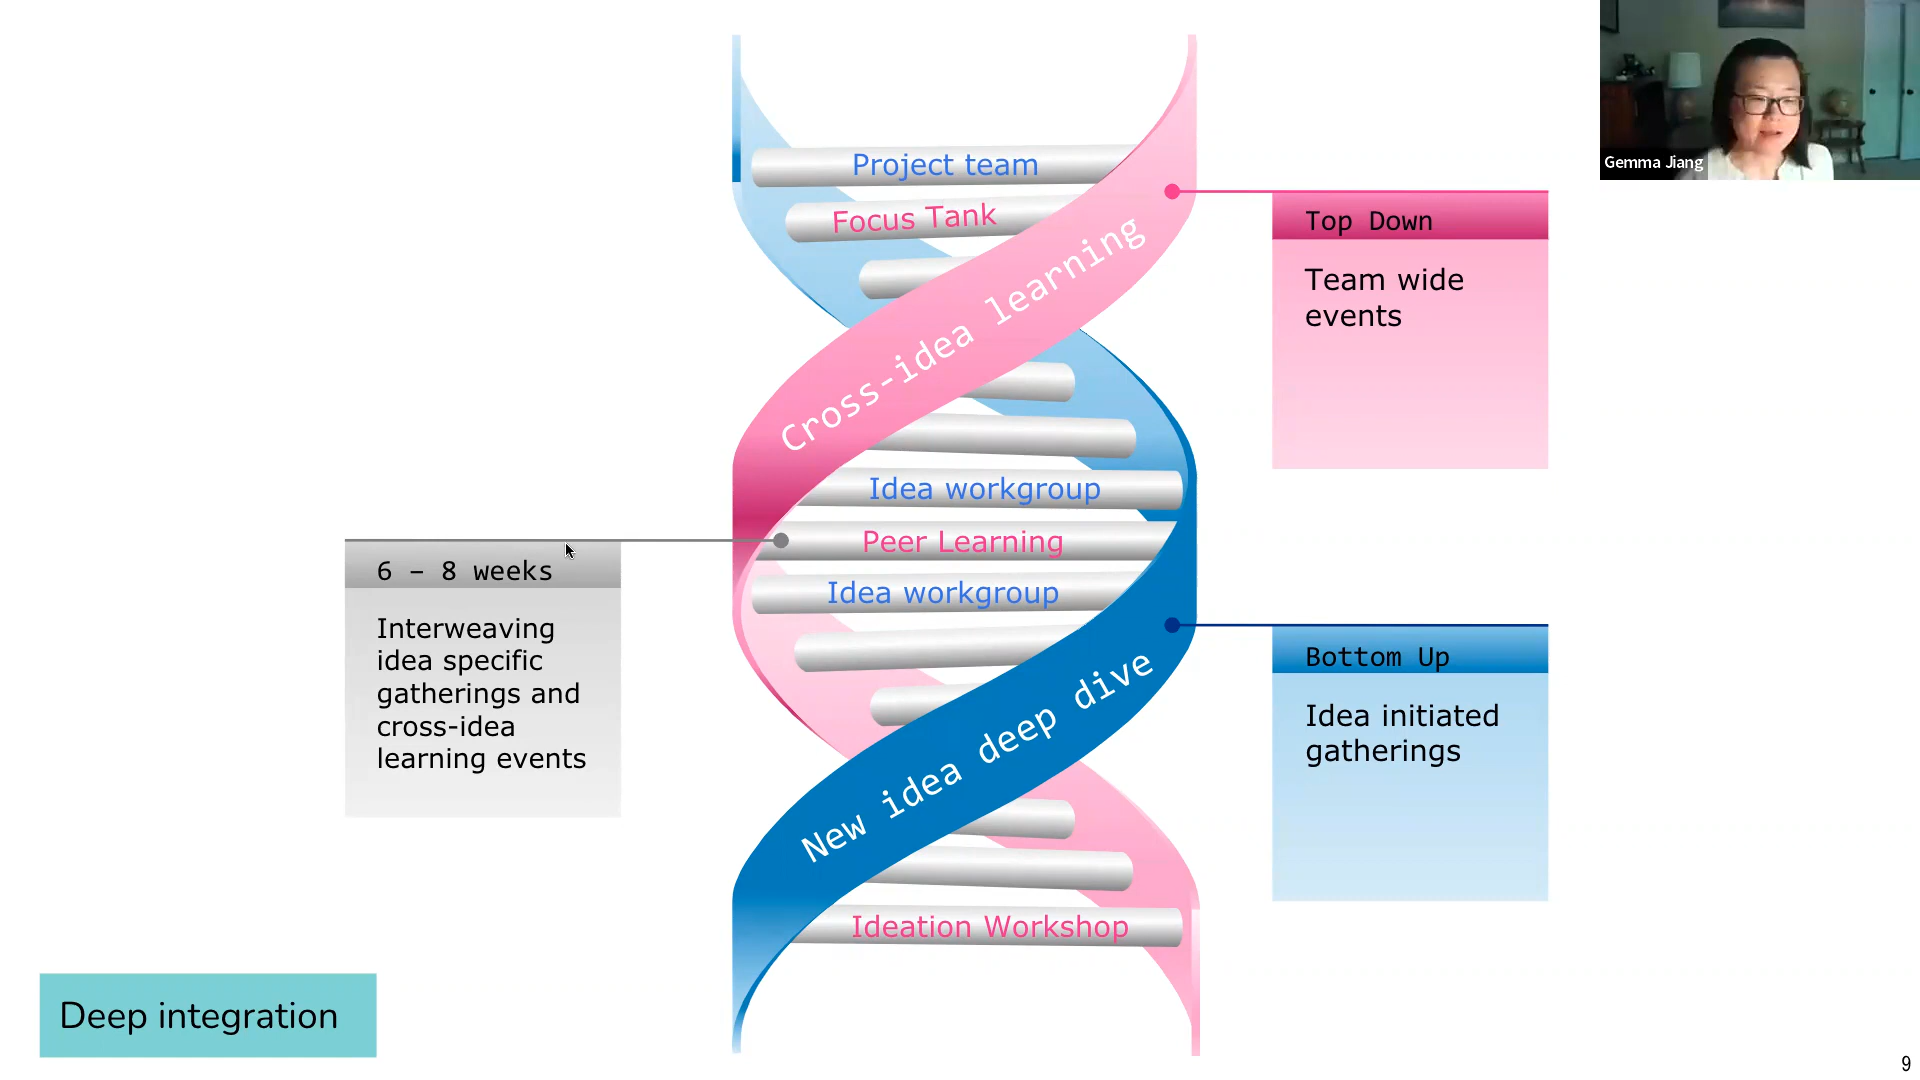 Project team
Focus Tank
Cross-idea learning
Idea workgroup
Peer Learning
Idea workgroup
New idea deep dive
Ideation Workshop
Gemma Jiang
Top Down
Team wide
events
6 – 8 weeks
Interweaving
idea specific
gatherings and
cross-idea
learning events
Bottom Up
Idea initiated
gatherings
Deep integration
9